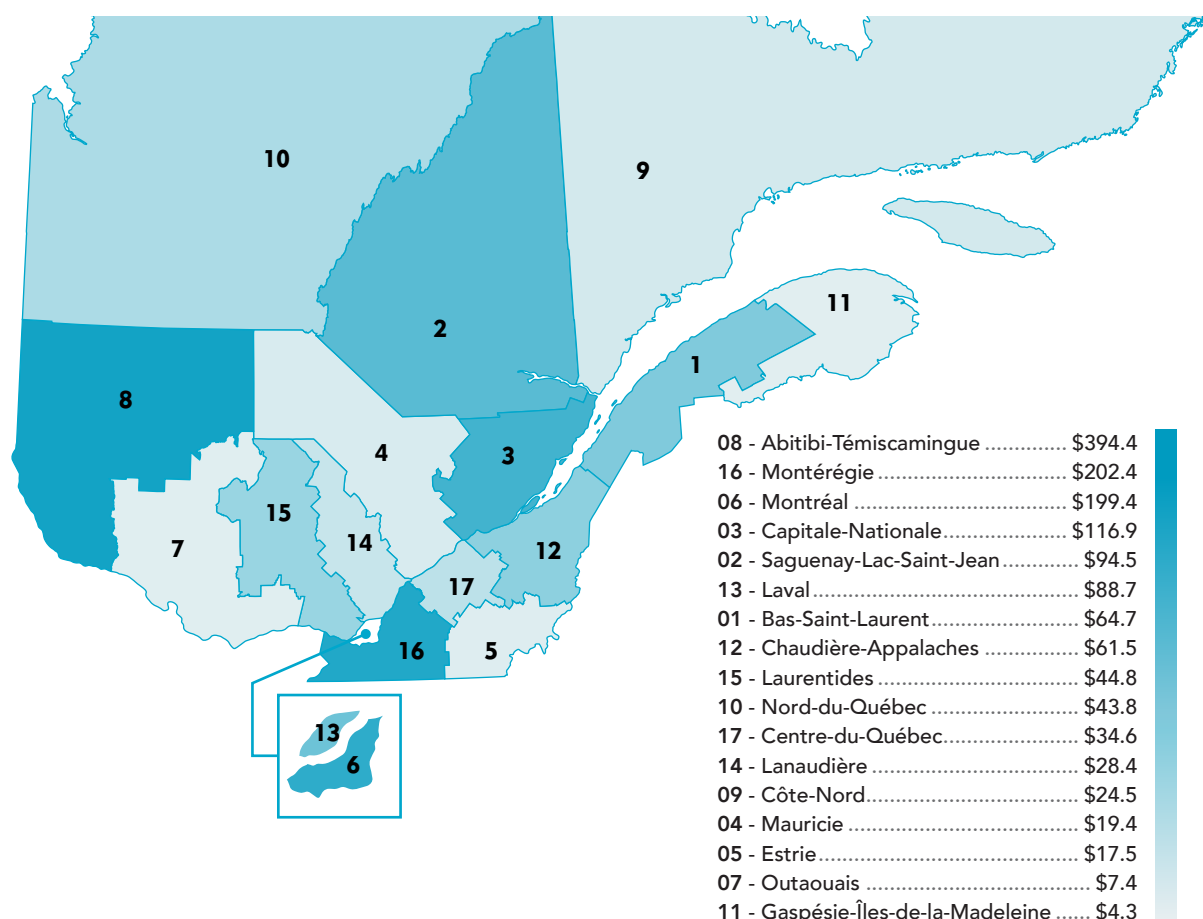 10
9
11
2
1
8
4
3
15
14
12
7
17
16
5
13
6
08 - Abitibi-Témiscamingue .............. $394.4
16 - Montérégie ................................ $202.4
06 - Montréal .................................... $199.4
03 - Capitale-Nationale ..................... $116.9
02 - Saguenay-Lac-Saint-Jean ............. $94.5
13 - Laval ............................................ $88.7
01 - Bas-Saint-Laurent ......................... $64.7
12 - Chaudière-Appalaches ................ $61.5
15 - Laurentides .................................. $44.8
10 - Nord-du-Québec ......................... $43.8
17 - Centre-du-Québec ....................... $34.6
14 - Lanaudière ................................... $28.4
09 - Côte-Nord .................................... $24.5
04 - Mauricie ....................................... $19.4
05 - Estrie ............................................ $17.5
07 - Outaouais ...................................... $7.4
11 - Gaspésie-Îles-de-la-Madeleine ...... $4.3